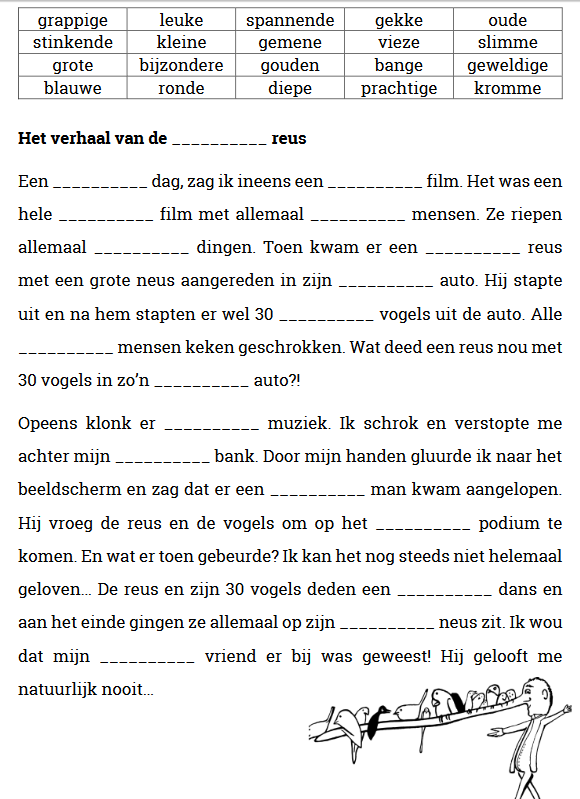 grappige leuke spannende gekke oude
stinkende kleine gemene vieze slimme
grote bijzondere gouden bange geweldige
blauwe ronde diepe prachtige kromme
Het verhaal van de __________ reus
Een __________ dag, zag ik ineens een __________ film. Het was een
hele __________ film met allemaal __________ mensen. Ze riepen
allemaal __________ dingen. Toen kwam er een __________ reus
met een grote neus aangereden in zijn __________ auto. Hij stapte
uit en na hem stapten er wel 30 __________ vogels uit de auto. Alle
__________ mensen keken geschrokken. Wat deed een reus nou met
30 vogels in zo’n __________ auto?!
Opeens klonk er __________ muziek. Ik schrok en verstopte me
achter mijn __________ bank. Door mijn handen gluurde ik naar het
beeldscherm en zag dat er een __________ man kwam aangelopen.
Hij vroeg de reus en de vogels om op het __________ podium te
komen. En wat er toen gebeurde? Ik kan het nog steeds niet helemaal
geloven... De reus en zijn 30 vogels deden een __________ dans en
aan het einde gingen ze allemaal op zijn __________ neus zit. Ik wou
dat mijn __________ vriend er bij was geweest! Hij gelooft me
natuurlijk nooit...